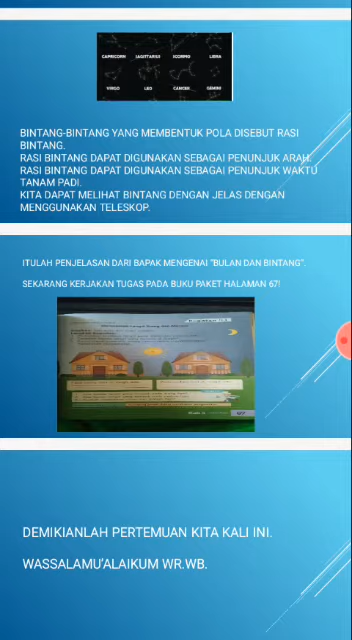 CAPRICORN SAGITTARIUS SCORPIO LIBRA
VIRGO LEO CANCER GEMINI
BINTANG-BINTANG YANG MEMBENTUK POLA DISEBUT RASI
BINTANG.
RASI BINTANG DAPAT DIGUNAKAN SEBAGAI PENUNJUK ARAH.
RASI BINTANG DAPAT DIGUNAKAN SEBAGAI PENUNJUK WAKTU
TANAM PADI.
KITA DAPAT MELIHAT BINTANG DENGAN JELAS DENGAN
MENGGUNAKAN TELESKOP.
ITULAH PENJELASAN DARI BAPAK MENGENAI "BULAN DAN BINTANG".
SEKARANG KERJAKAN TUGAS PADA BUKU PAKET HALAMAN 67!
67
DEMIKIANLAH PERTEMUAN KITA KALI INI.
WASSALAMU'ALAIKUM WR.WB.